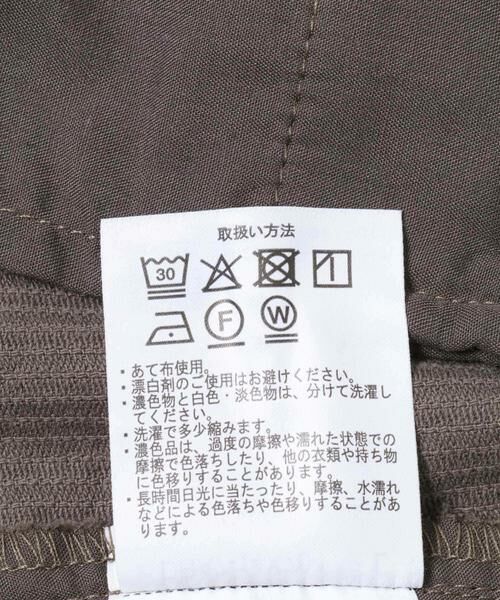 取扱い方法
30
F W
・あて布使用。
・漂白剤のご使用はお避けください。
・濃色物と白色・淡色物は、分けて洗濯し
てください。
・洗濯で多少縮みます。
・濃色品は、過度の摩擦や濡れた状態での
摩擦で色落ちしたり、他の衣類や持ち物
に色移りすることがあります。
・長時間日光に当たったり、摩擦、水濡れ
などによる色落ちや色移りすることがあ
ります。